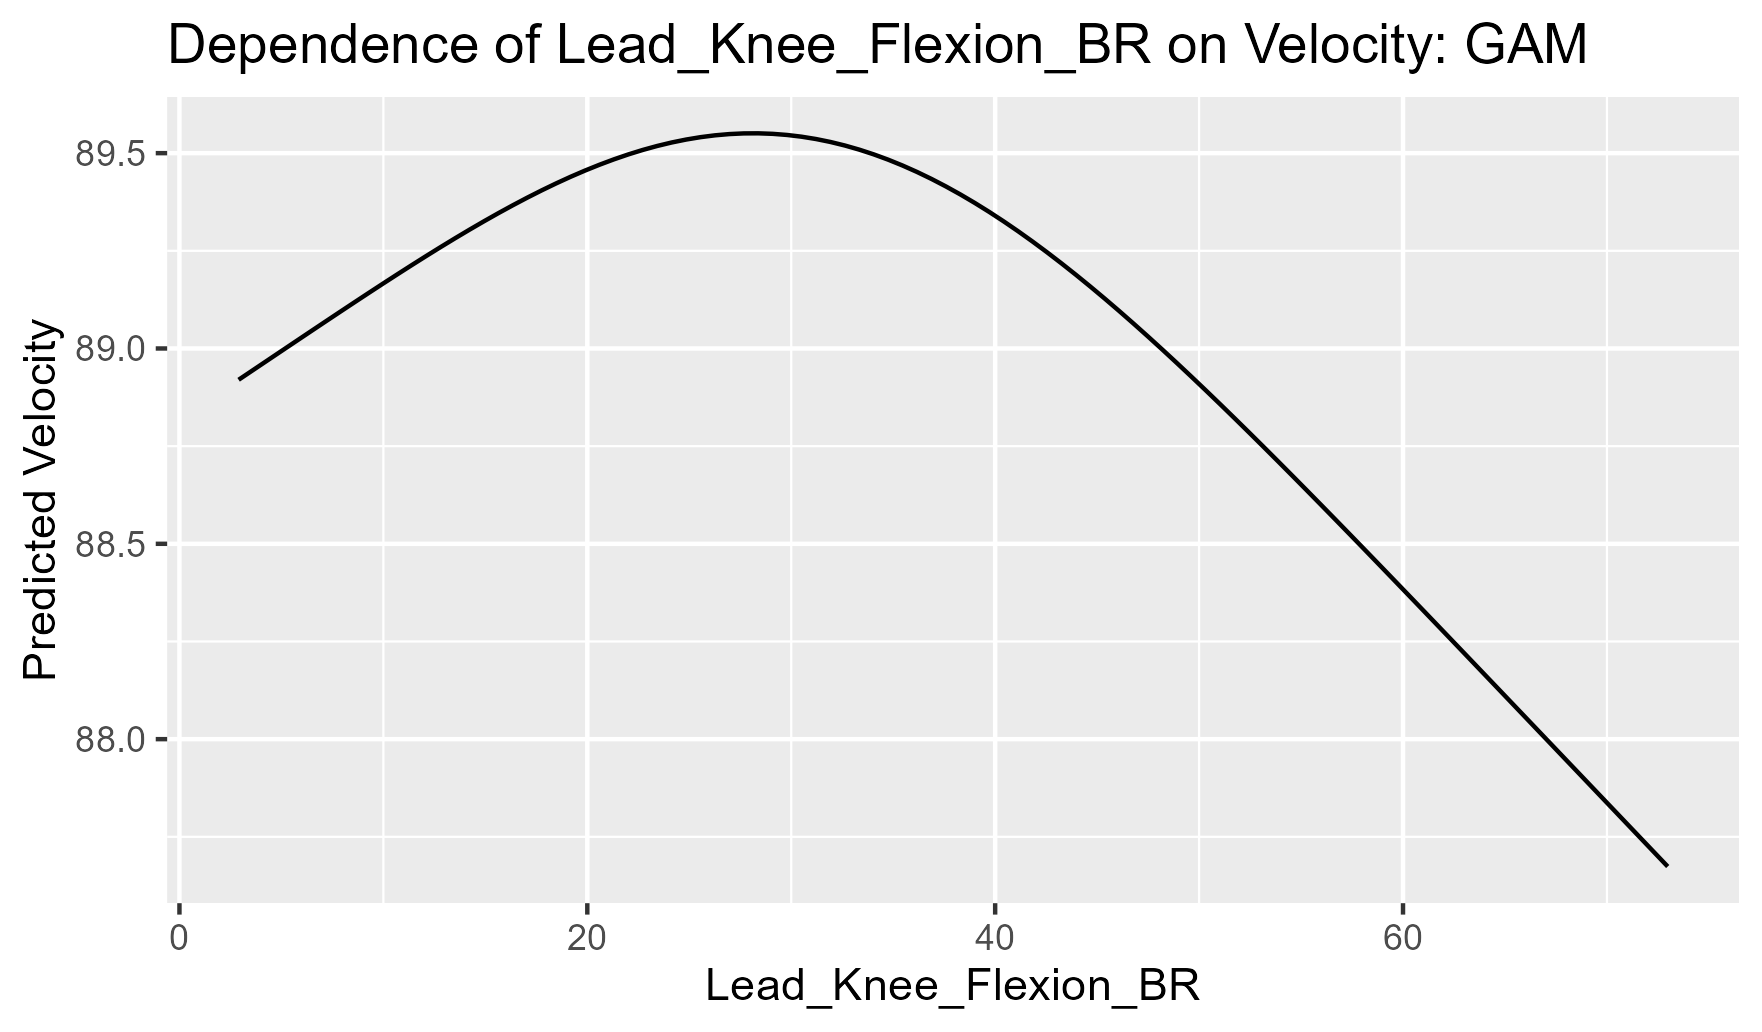 Dependence of Lead_Knee_Flexion_BR on Velocity: GAM
Predicted Velocity
89.5
89.0
88.5
88.0
0 20 40 60
Lead_Knee_Flexion_BR